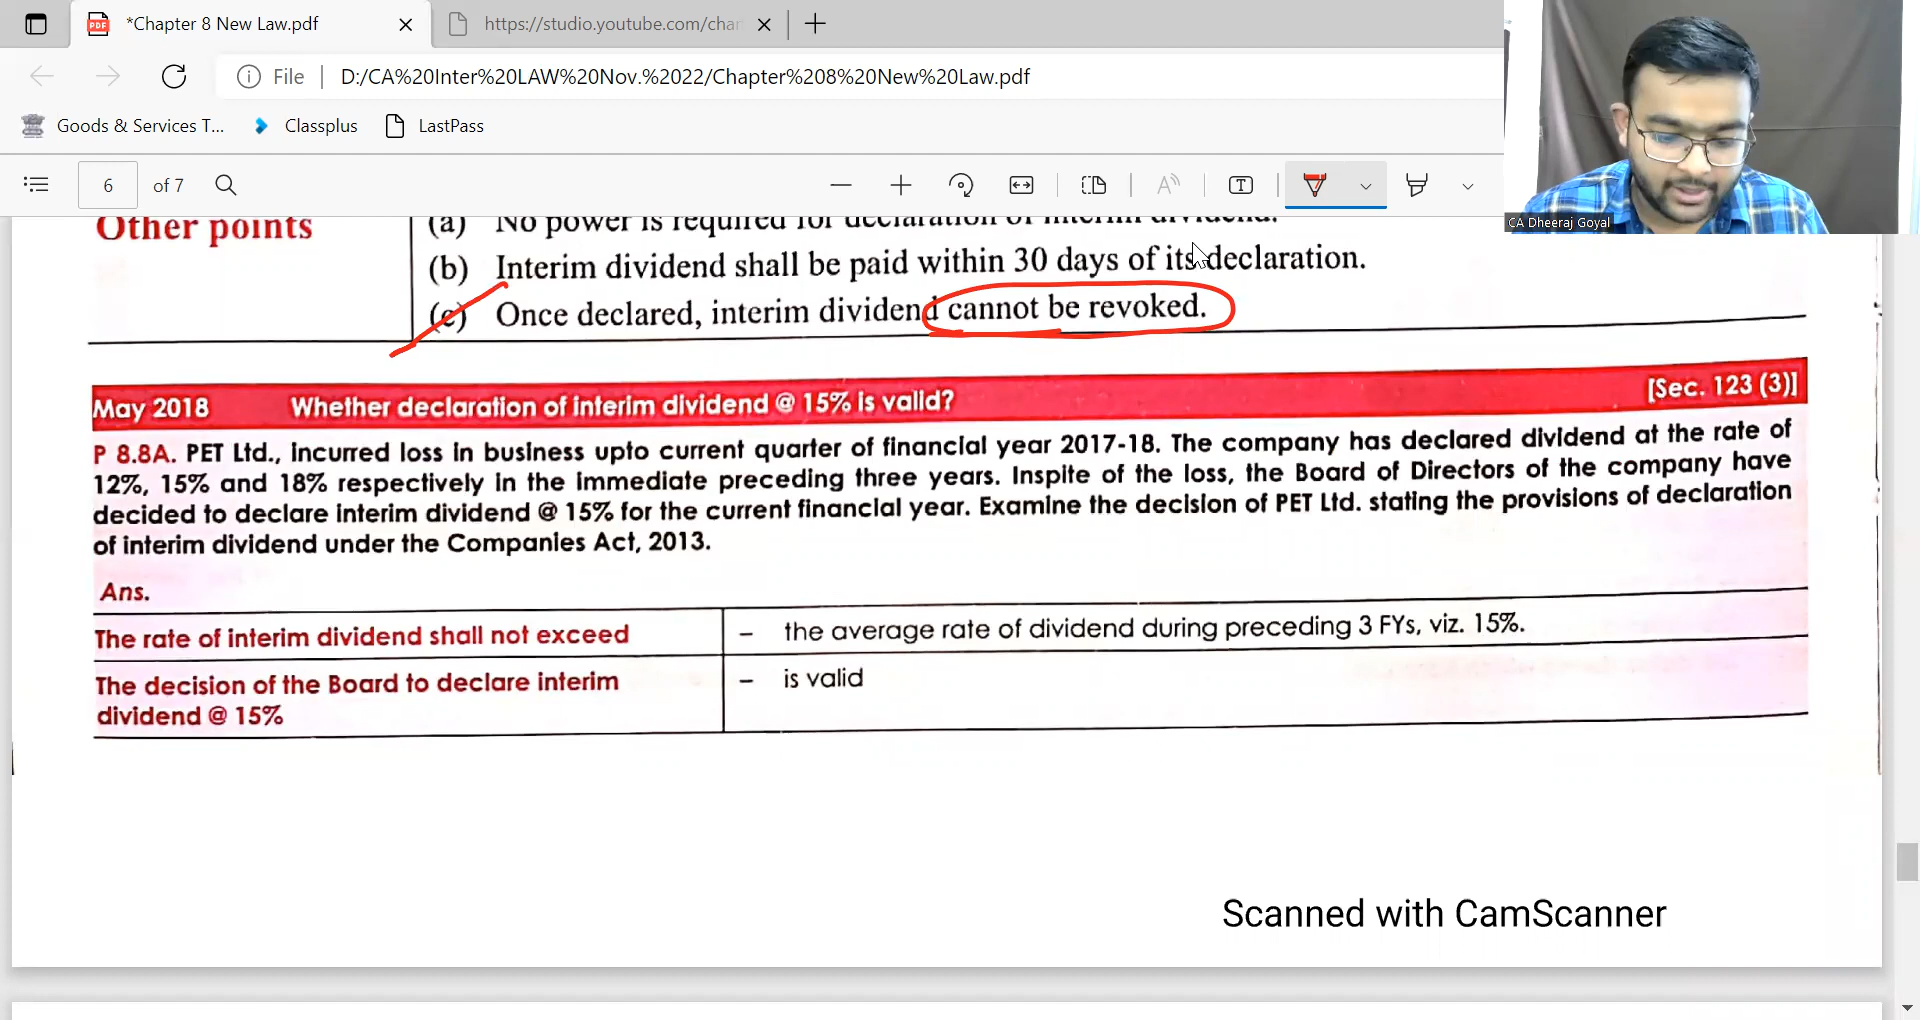 *Chapter 8 New Law.pdf
https://studio.youtube.com/char
File
D:/CA%20Inter%20LAW%20Nov.%2022/Chapter%208%20New%20Law.pdf
Goods & Services T...
Classplus
LastPass
6
of 7
CA Dheeraj Goyal
Other points
(a) No power is required for declaration of interim dividend.
(b) Interim dividend shall be paid within 30 days of its declaration.
(c) Once declared, interim dividend cannot be revoked.
May 2018 Whether declaration of interim dividend @ 15% is valid? [Sec. 123 (3)]
P 8.8A. PET Ltd., incurred loss in business upto current quarter of financial year 2017-18. The company has declared dividend at the rate of
12%, 15% and 18% respectively in the immediate preceding three years. Inspite of the loss, the Board of Directors of the company have
decided to declare interim dividend @ 15% for the current financial year. Examine the decision of PET Ltd. stating the provisions of declaration
of interim dividend under the Companies Act, 2013.
Ans.
The rate of interim dividend shall not exceed – the average rate of dividend during preceding 3 FYs, viz. 15%.
The decision of the Board to declare interim – is valid
dividend @ 15%
Scanned with CamScanner